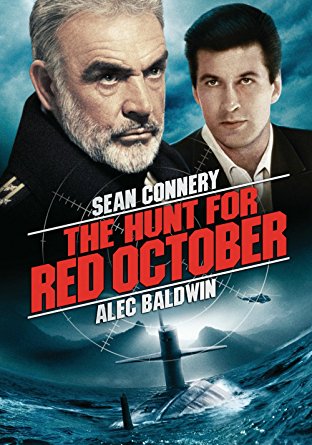 SEAN CONNERY
THE HUNT FOR
RED OCTOBER
ALEC BALDWIN